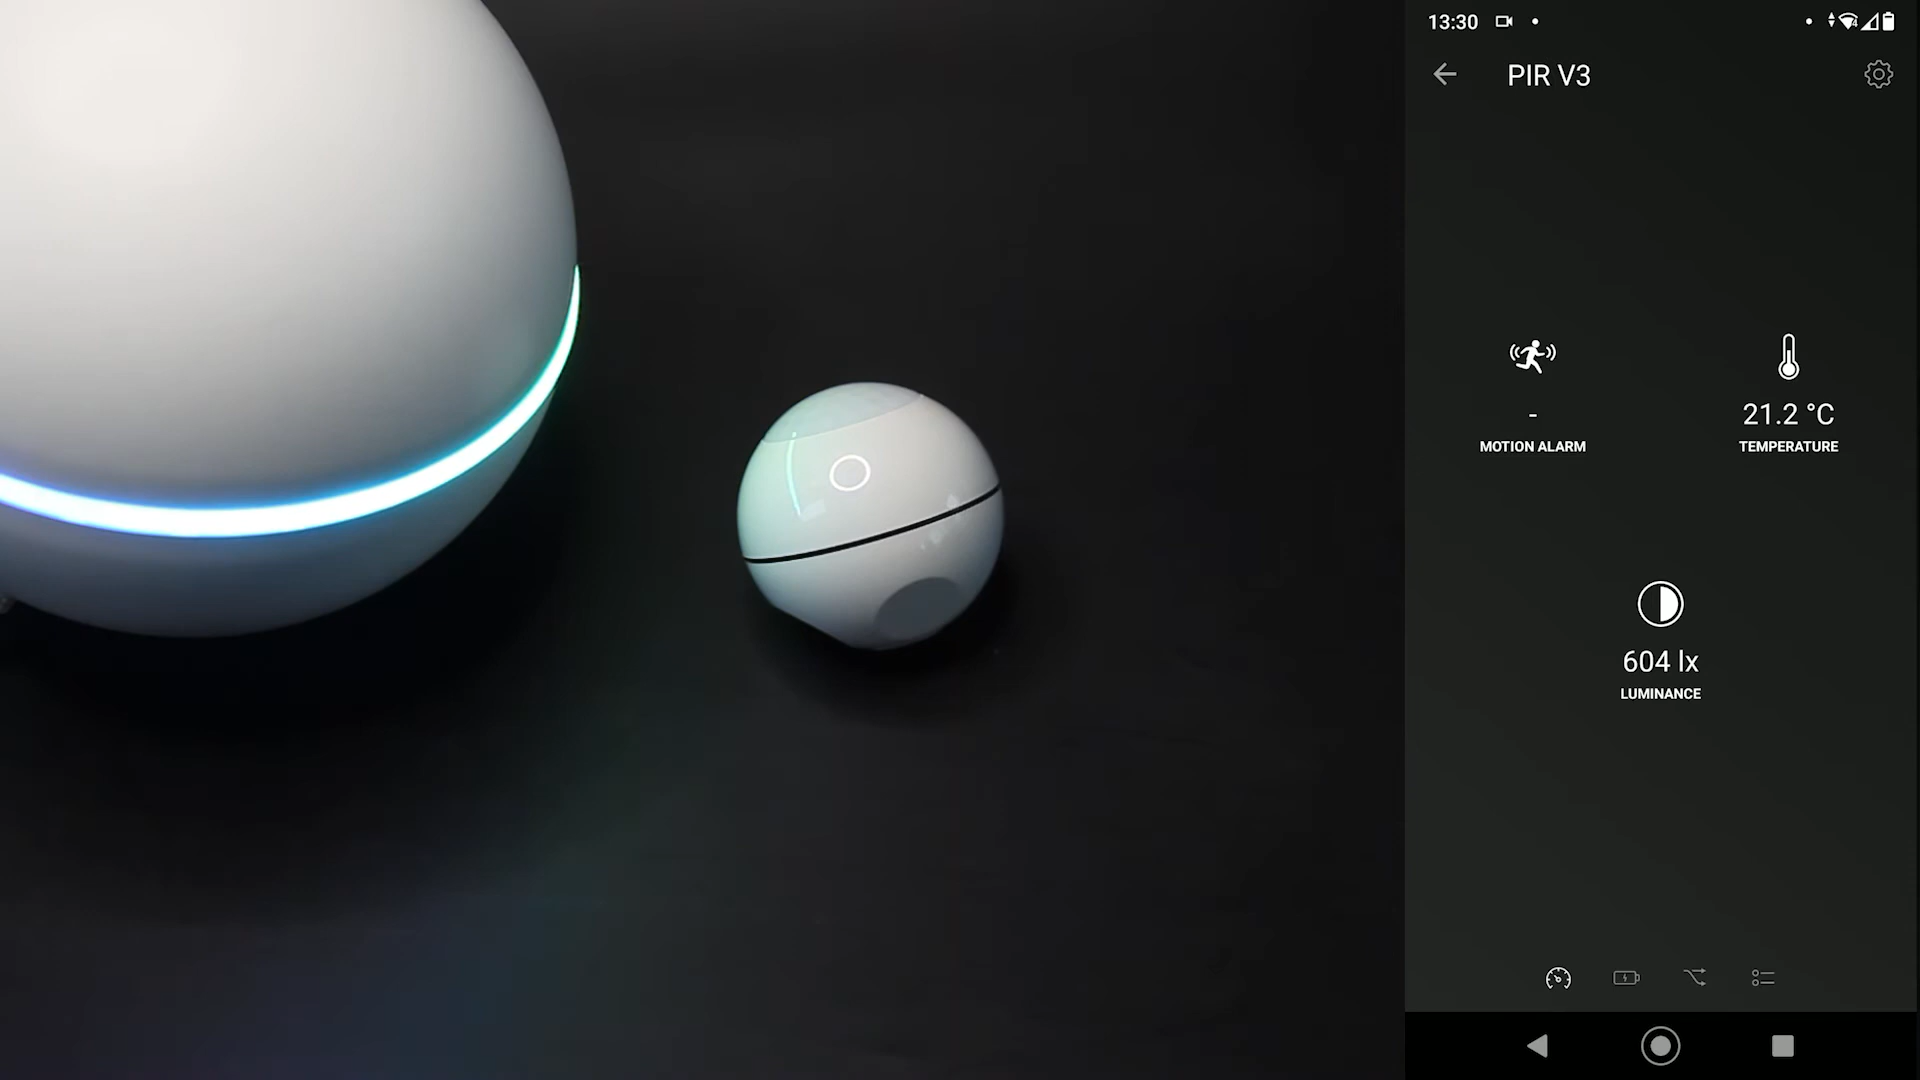 13:30
PIR V3
-
MOTION ALARM
21.2 °C
TEMPERATURE
604 lx
LUMINANCE